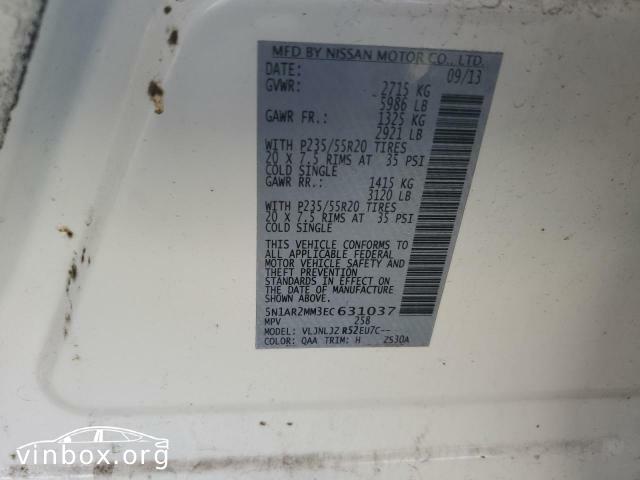 MFD BY NISSAN MOTOR CO., LTD.
DATE: 09/13
GVWR: 2715 KG
5986 LB
GAWR FR.: 1325 KG
2921 LB
WITH P235/55R20 TIRES
20 X 7.5 RIMS AT 35 PSI
COLD SINGLE
GAWR RR.: 1415 KG
3120 LB
WITH P235/55R20 TIRES
20 X 7.5 RIMS AT 35 PSI
COLD SINGLE
THIS VEHICLE CONFORMS TO
ALL APPLICABLE FEDERAL
MOTOR VEHICLE SAFETY AND
THEFT PREVENTION
STANDARDS IN EFFECT ON
THE DATE OF MANUFACTURE
SHOWN ABOVE.
5N1AR2MM3EC631037
MPV 258
MODEL: VLJNLJZ R52EU7C--
COLOR: QAA TRIM: H 2530A
vinbox.org